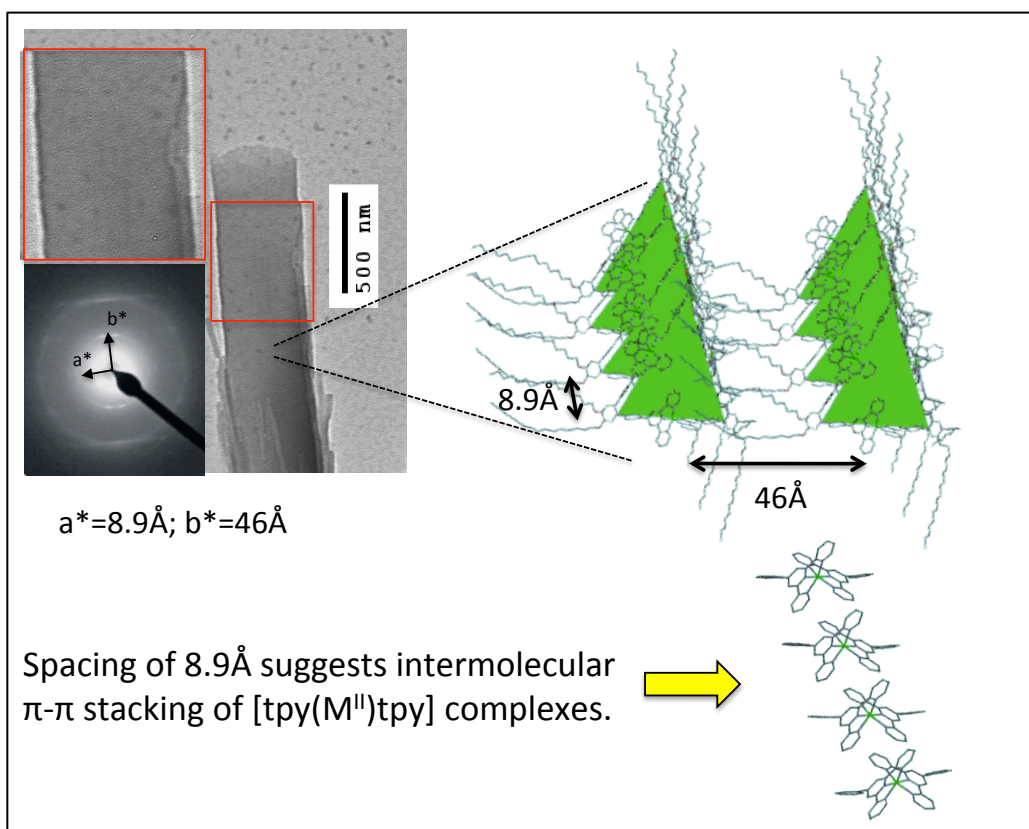 500 nm
b*
a*
8.9Å
46Å
a*=8.9Å; b*=46Å
Spacing of 8.9Å suggests intermolecular
π-π stacking of [tpy(Mᴵᴵ)tpy] complexes.